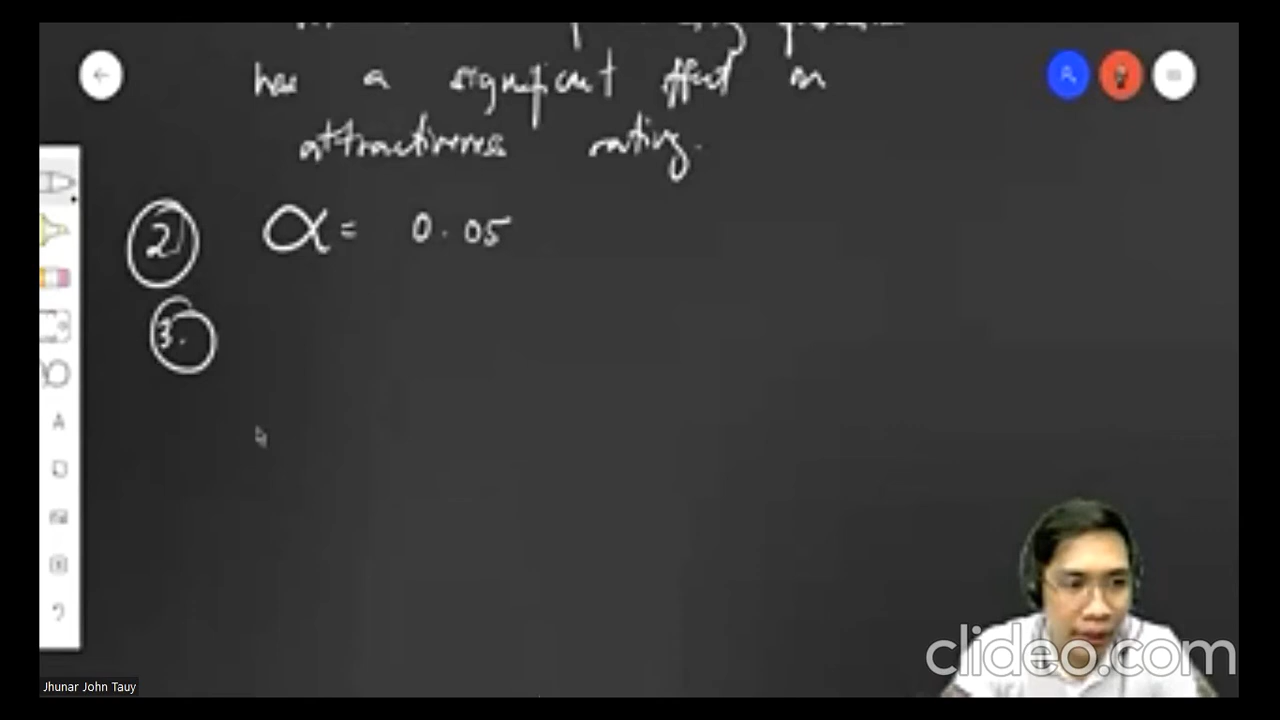 has a significant effect on
attractiveness rating.
2 α = 0.05
3.
A
?
clideo.com
Jhunar John Tauy